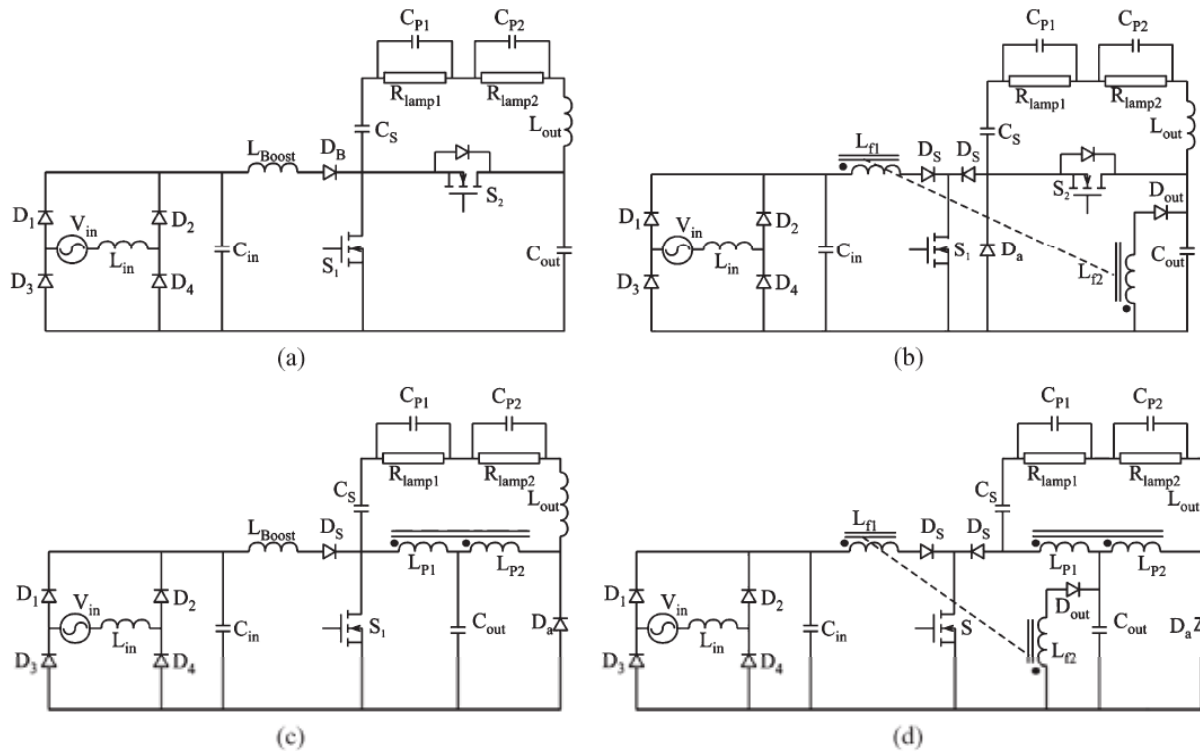 C_P1 C_P2
R_lamp1 R_lamp2
L_out
C_S
L_Boost D_B
S_2
D_1 V_in D_2
L_in C_in
S_1 C_out
D_3 D_4
(a)
C_P1 C_P2
R_lamp1 R_lamp2
L_out
C_S
L_f1 D_S D_S
S_2
D_out
D_1 V_in D_2
L_in C_in
S_1 D_a L_f2 C_out
D_3 D_4
(b)
C_P1 C_P2
R_lamp1 R_lamp2
C_S
L_out
L_Boost D_S
L_P1 L_P2
D_1 V_in D_2
L_in C_in
S_1 C_out D_a
D_3 D_4
(c)
C_P1 C_P2
R_lamp1 R_lamp2
C_S
L_out
L_f1 D_S D_S
L_P1 L_P2
D_out
D_1 V_in D_2
L_in C_in
S C_out D_a
L_f2
D_3 D_4
(d)